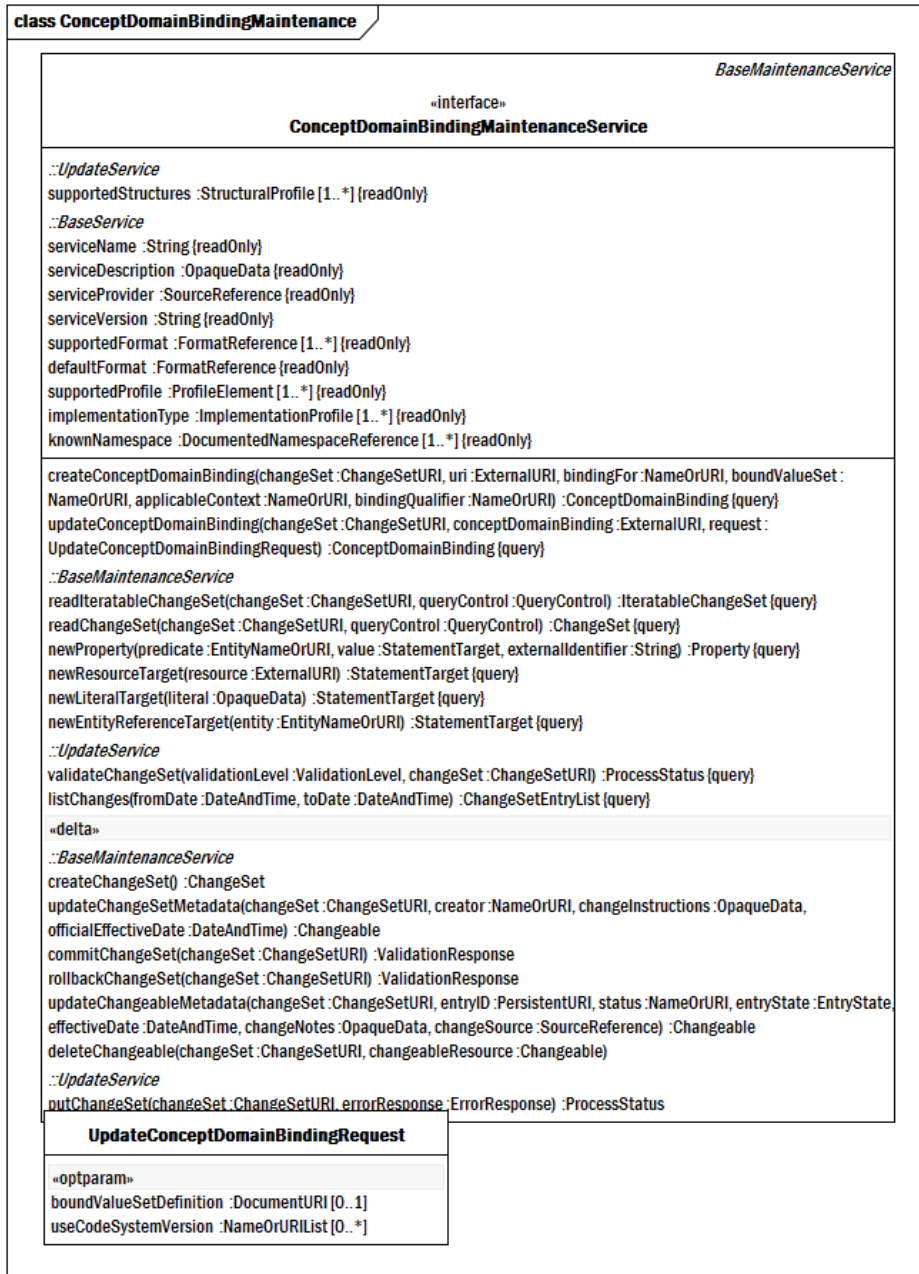 class ConceptDomainBindingMaintenance
BaseMaintenanceService
«interface»
ConceptDomainBindingMaintenanceService
::UpdateService
supportedStructures :StructuralProfile [1..*] {readOnly}
::BaseService
serviceName :String {readOnly}
serviceDescription :OpaqueData {readOnly}
serviceProvider :SourceReference {readOnly}
serviceVersion :String {readOnly}
supportedFormat :FormatReference [1..*] {readOnly}
defaultFormat :FormatReference {readOnly}
supportedProfile :ProfileElement [1..*] {readOnly}
implementationType :ImplementationProfile [1..*] {readOnly}
knownNamespace :DocumentedNamespaceReference [1..*] {readOnly}
createConceptDomainBinding(changeSet :ChangeSetURI, uri :ExternalURI, bindingFor :NameOrURI, boundValueSet :
NameOrURI, applicableContext :NameOrURI, bindingQualifier :NameOrURI) :ConceptDomainBinding {query}
updateConceptDomainBinding(changeSet :ChangeSetURI, conceptDomainBinding :ExternalURI, request :
UpdateConceptDomainBindingRequest) :ConceptDomainBinding {query}
::BaseMaintenanceService
readIteratableChangeSet(changeSet :ChangeSetURI, queryControl :QueryControl) :IteratableChangeSet {query}
readChangeSet(changeSet :ChangeSetURI, queryControl :QueryControl) :ChangeSet {query}
newProperty(predicate :EntityNameOrURI, value :StatementTarget, externalIdentifier :String) :Property {query}
newResourceTarget(resource :ExternalURI) :StatementTarget {query}
newLiteralTarget(literal :OpaqueData) :StatementTarget {query}
newEntityReferenceTarget(entity :EntityNameOrURI) :StatementTarget {query}
::UpdateService
validateChangeSet(validationLevel :ValidationLevel, changeSet :ChangeSetURI) :ProcessStatus {query}
listChanges(fromDate :DateAndTime, toDate :DateAndTime) :ChangeSetEntryList {query}
«delta»
::BaseMaintenanceService
createChangeSet() :ChangeSet
updateChangeSetMetadata(changeSet :ChangeSetURI, creator :NameOrURI, changeInstructions :OpaqueData,
officialEffectiveDate :DateAndTime) :Changeable
commitChangeSet(changeSet :ChangeSetURI) :ValidationResponse
rollbackChangeSet(changeSet :ChangeSetURI) :ValidationResponse
updateChangeableMetadata(changeSet :ChangeSetURI, entryID :PersistentURI, status :NameOrURI, entryState :EntryState,
effectiveDate :DateAndTime, changeNotes :OpaqueData, changeSource :SourceReference) :Changeable
deleteChangeable(changeSet :ChangeSetURI, changeableResource :Changeable)
::UpdateService
putChangeSet(changeSet :ChangeSetURI, errorResponse :ErrorResponse) :ProcessStatus
UpdateConceptDomainBindingRequest
«optparam»
boundValueSetDefinition :DocumentURI [0..1]
useCodeSystemVersion :NameOrURIList [0..*]